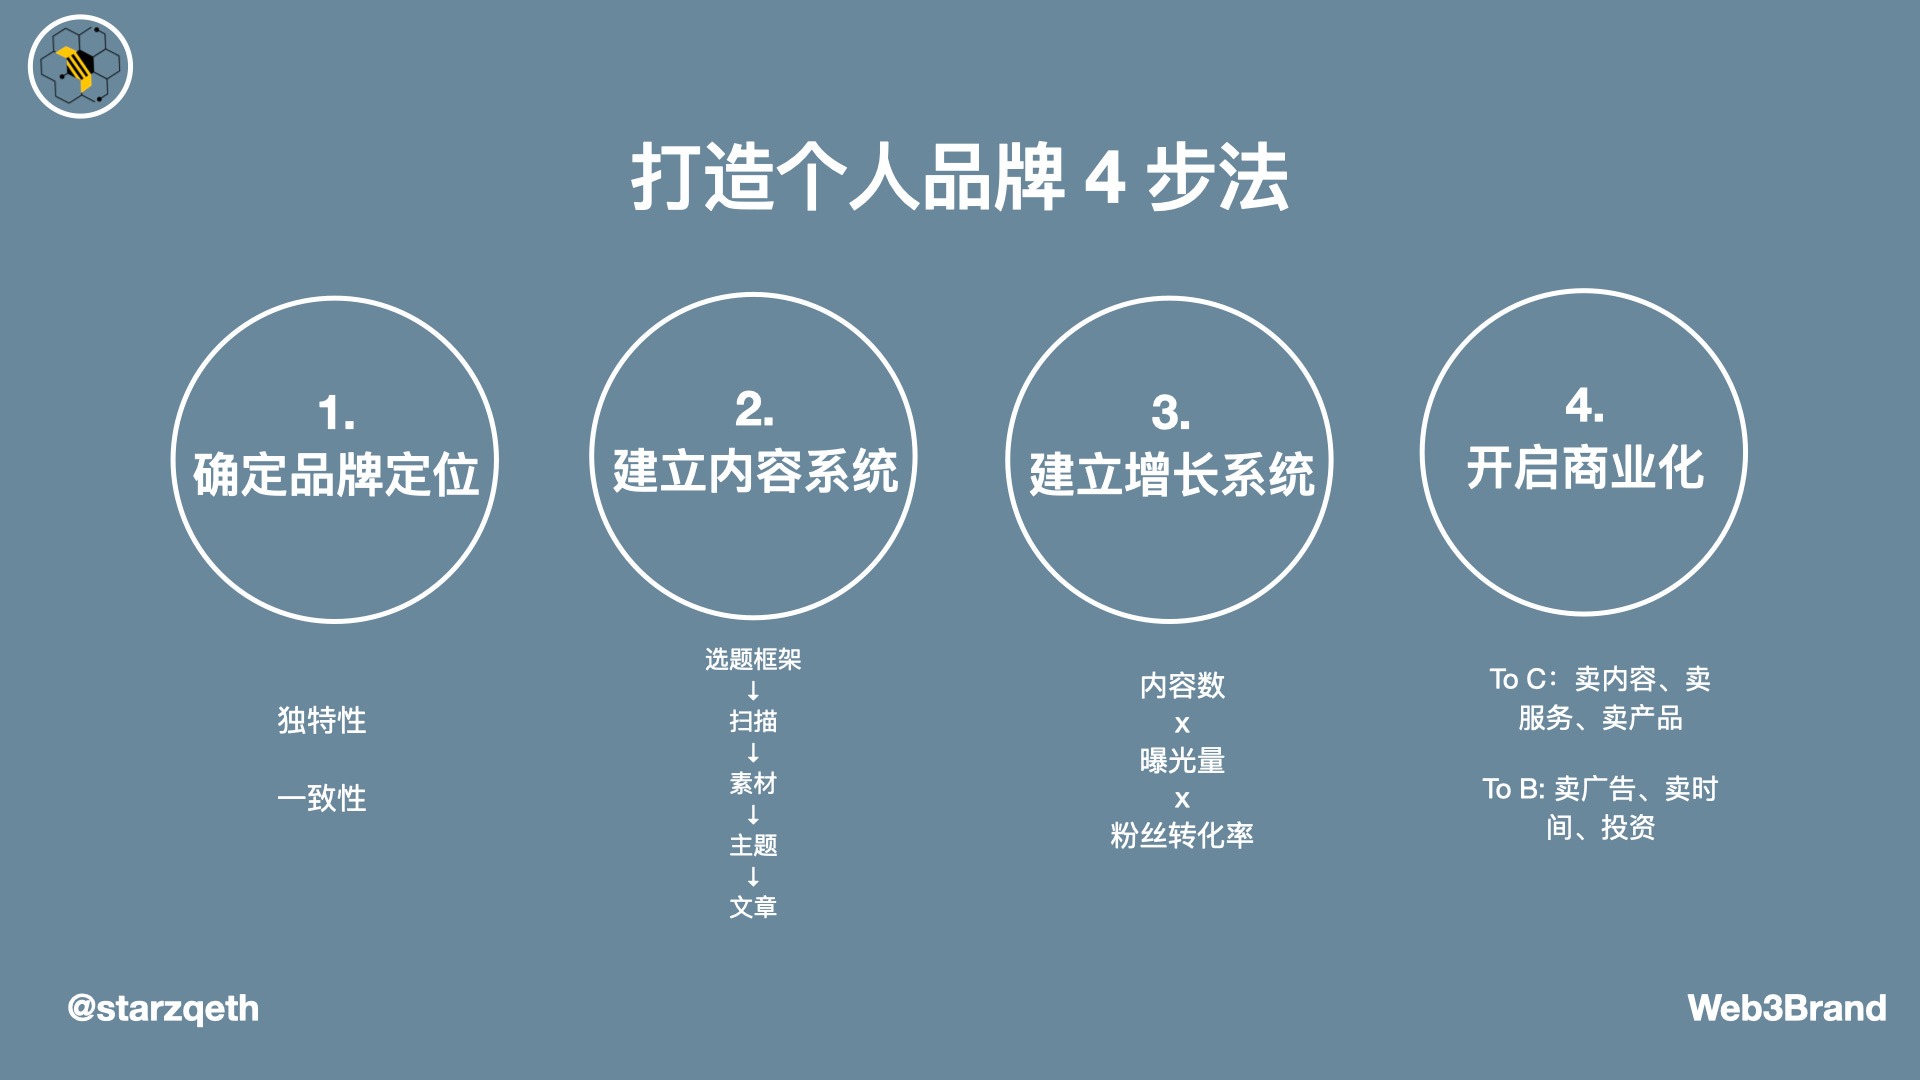 打造个人品牌 4 步法
1.
确定品牌定位
独特性
一致性
2.
建立内容系统
选题框架
↓
扫描
↓
素材
↓
主题
↓
文章
3.
建立增长系统
内容数
x
曝光量
x
粉丝转化率
4.
开启商业化
To C：卖内容、卖
服务、卖产品
To B: 卖广告、卖时
间、投资
@starzqeth
Web3Brand